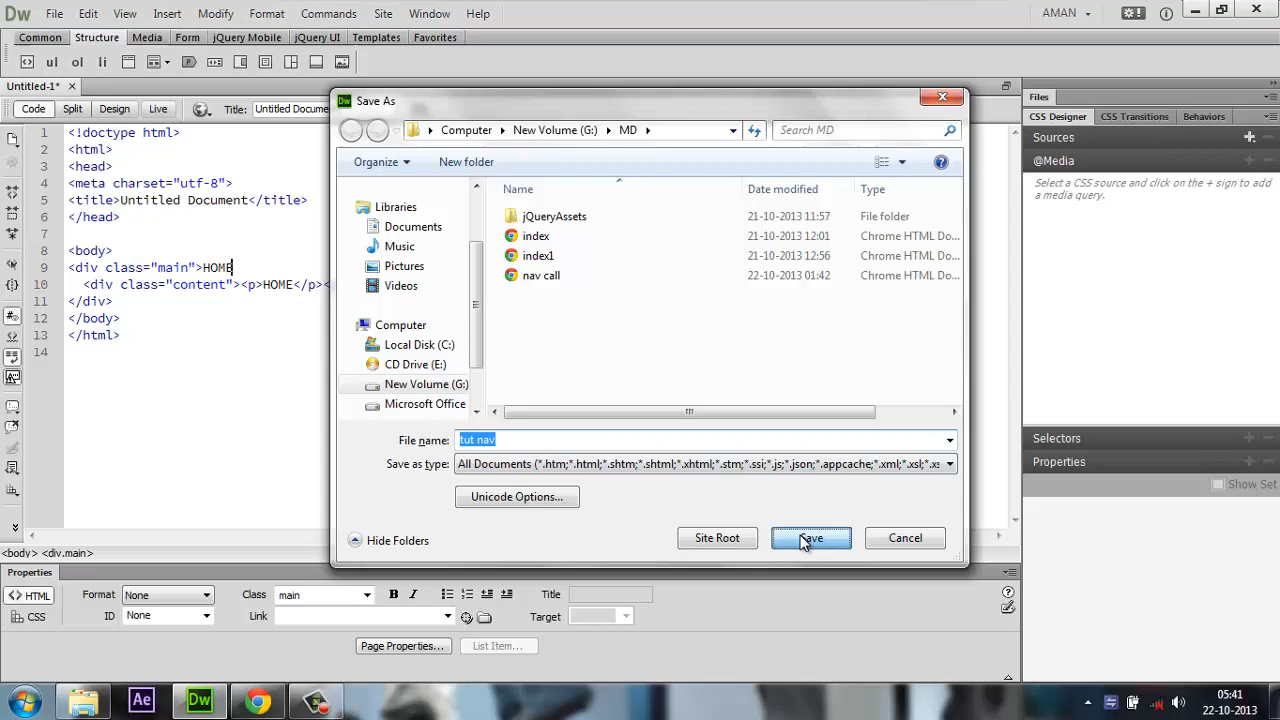 Dw File Edit View Insert Modify Format Commands Site Window Help AMAN
Common Structure Media Form jQuery Mobile jQuery UI Templates Favorites
ul ol li
Untitled-1* ×
Code Split Design Live Title: Untitled Docume
1 <!doctype html>
2 <html>
3 <head>
4 <meta charset="utf-8">
5 <title>Untitled Document</title>
6 </head>
7
8 <body>
9 <div class="main">HOME
10 <div class="content"><p>HOME</p><
11 </div>
12 </body>
13 </html>
14
Save As
Computer New Volume (G:) MD Search MD
Organize New folder
Name Date modified Type
Libraries
Documents
Music
Pictures
Videos
Computer
Local Disk (C:)
CD Drive (E:)
New Volume (G:)
Microsoft Office
jQueryAssets 21-10-2013 11:57 File folder
index 21-10-2013 12:01 Chrome HTML Do...
index1 21-10-2013 12:56 Chrome HTML Do...
nav call 22-10-2013 01:42 Chrome HTML Do...
File name: tut nav
Save as type: All Documents (*.htm;*.html;*.shtm;*.shtml;*.xhtml;*.stm;*.ssi;*.js;*.json;*.appcache;*.xml;*.xsl;*.xs
Unicode Options...
Hide Folders Site Root Save Cancel
Files
CSS Designer CSS Transitions Behaviors
Sources
@Media
Select a CSS source and click on the + sign to add
a media query.
Selectors
Properties
Show Set
<body> <div.main>
Properties
HTML Format None Class main B I Title
CSS ID None Link Target
Page Properties... List Item...
Ae Dw
05:41
22-10-2013